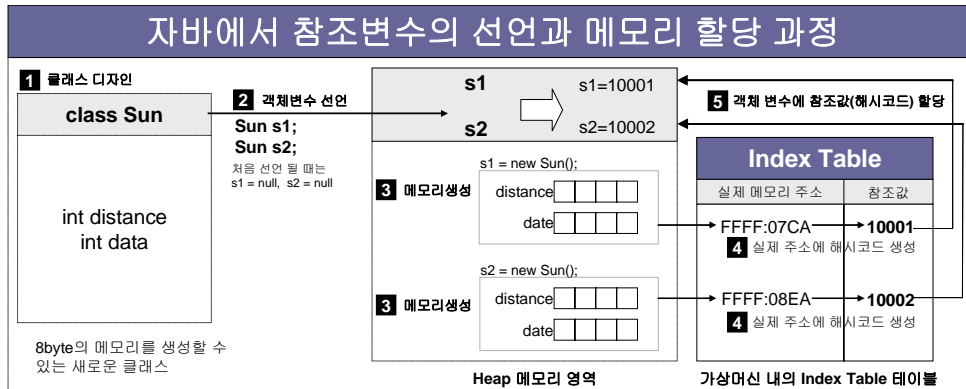 자바에서 참조변수의 선언과 메모리 할당 과정
1 클래스 디자인
class Sun
int distance
int data
8byte의 메모리를 생성할 수
있는 새로운 클래스
2 객체변수 선언
Sun s1;
Sun s2;
처음 선언 될 때는
s1 = null, s2 = null
s1
s1=10001
s2
s2=10002
3 메모리생성
s1 = new Sun();
distance
date
3 메모리생성
s2 = new Sun();
distance
date
Heap 메모리 영역
5 객체 변수에 참조값(해시코드) 할당
Index Table
실제 메모리 주소
참조값
FFFF:07CA
10001
4 실제 주소에 해시코드 생성
FFFF:08EA
10002
4 실제 주소에 해시코드 생성
가상머신 내의 Index Table 테이블